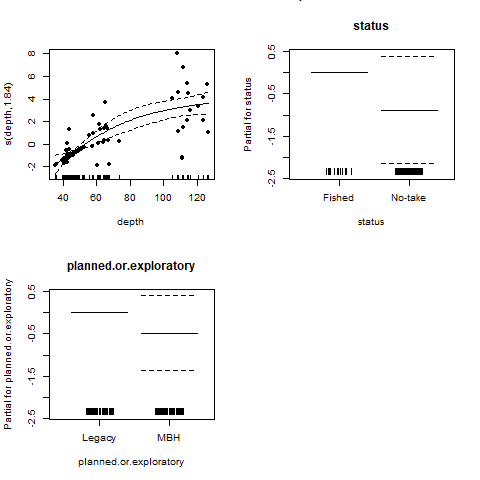 s(depth,1.84)
8
6
4
2
0
-2
40 60 80 100 120
depth
status
Partial for status
0.5
-0.5
-1.5
-2.5
Fished No-take
status
planned.or.exploratory
Partial for planned.or.exploratory
0.5
-0.5
-1.5
-2.5
Legacy MBH
planned.or.exploratory